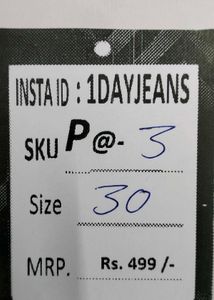 INSTA ID : 1DAYJEANS
SKU P@- 3
Size 30
MRP. Rs. 499 /-